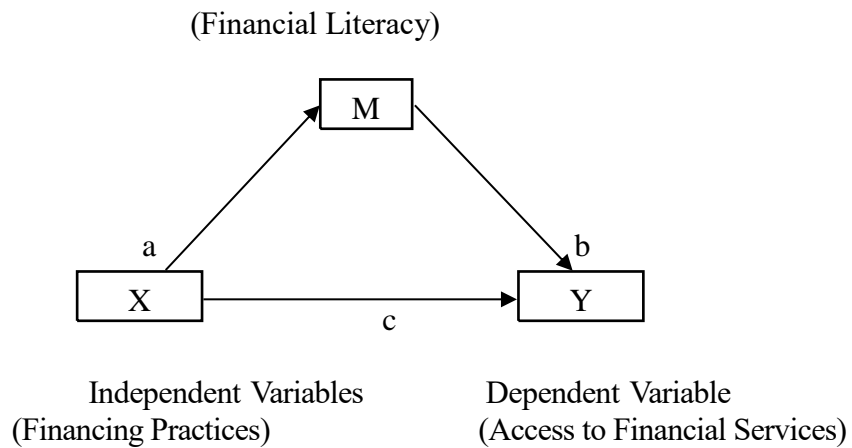 (Financial Literacy)
M
a
b
X
Y
c
Independent Variables
Dependent Variable
(Financing Practices)
(Access to Financial Services)